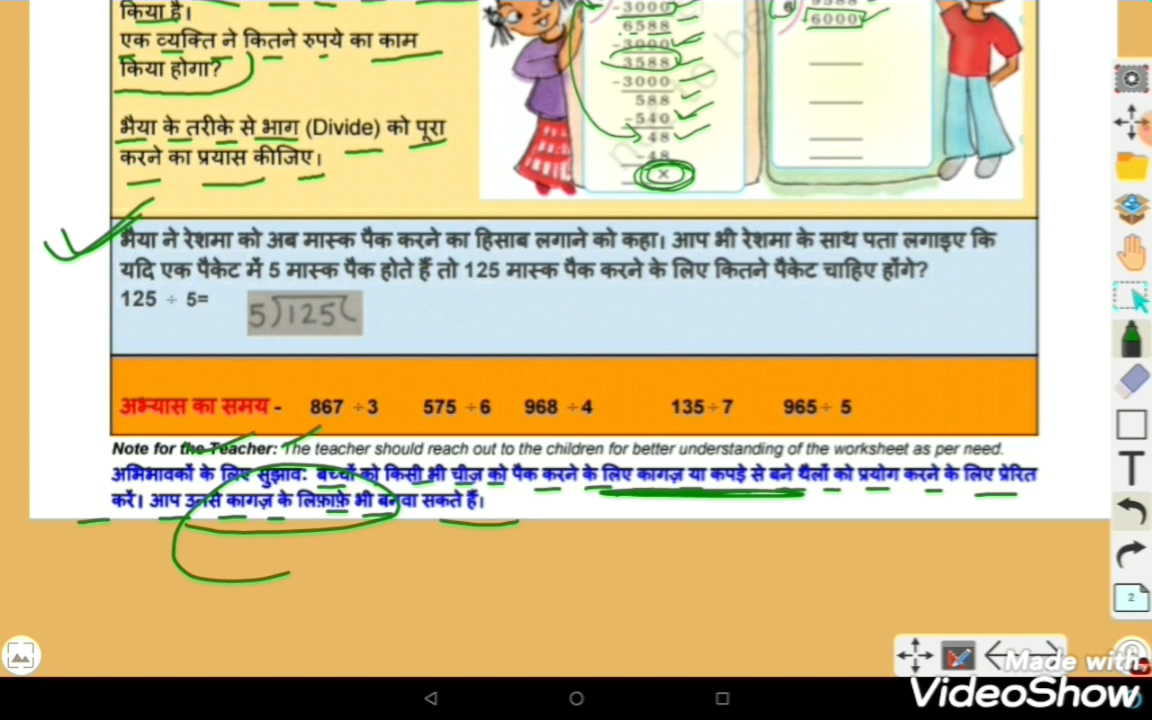 किया है।
एक व्यक्ति ने कितने रुपये का काम
किया होगा?
भैया के तरीके से भाग (Divide) को पूरा
करने का प्रयास कीजिए।
-3000
6588
-3000
3588
-3000
588
-540
48
-48
x
6
6000
भैया ने रेशमा को अब मास्क पैक करने का हिसाब लगाने को कहा। आप भी रेशमा के साथ पता लगाइए कि
यदि एक पैकेट में 5 मास्क पैक होते हैं तो 125 मास्क पैक करने के लिए कितने पैकेट चाहिए होंगे?
125 ÷ 5=
5)125(
अभ्यास का समय - 867 ÷3 575 ÷6 968 ÷4 135÷7 965÷ 5
Note for the Teacher: The teacher should reach out to the children for better understanding of the worksheet as per need.
अभिभावकों के लिए सुझाव: बच्चों को किसी भी चीज़ को पैक करने के लिए कागज़ या कपड़े से बने थैलों को प्रयोग करने के लिए प्रेरित
करें। आप उनसे कागज़ के लिफ़ाफ़े भी बनवा सकते हैं।
T
2
Made with
VideoShow